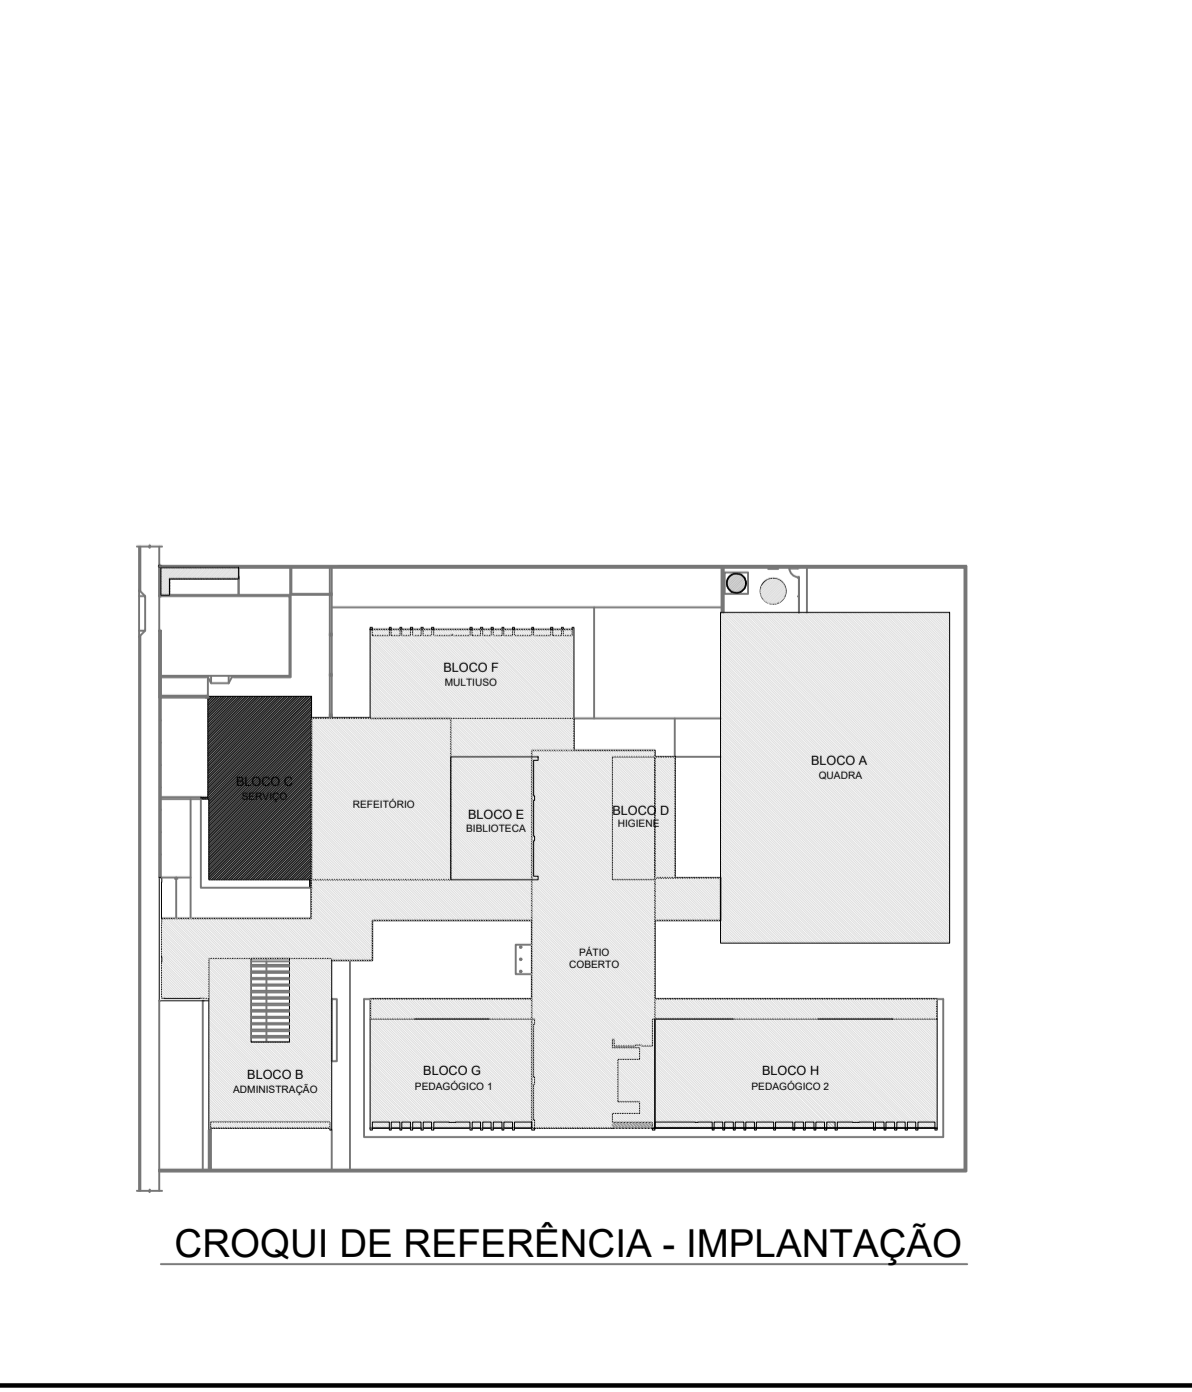 BLOCO F
MULTIUSO
BLOCO A
QUADRA
BLOCO C
SERVIÇO
REFEITÓRIO
BLOCO E
BIBLIOTECA
BLOCO D
HIGIENE
PÁTIO
COBERTO
BLOCO B
ADMINISTRAÇÃO
BLOCO G
PEDAGÓGICO 1
BLOCO H
PEDAGÓGICO 2
CROQUI DE REFERÊNCIA - IMPLANTAÇÃO